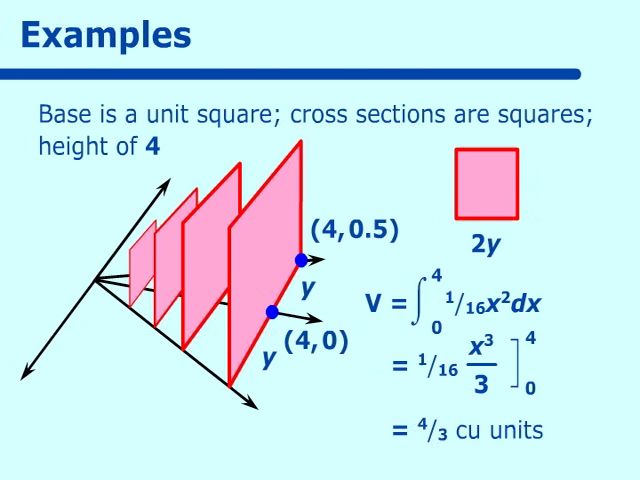 Examples
Base is a unit square; cross sections are squares;
height of 4
(4, 0.5)
2y
y
(4, 0)
y
V = ∫₀⁴ ¹/₁₆x²dx
= ¹/₁₆ x³/3 ]₀⁴
= ⁴/₃ cu units